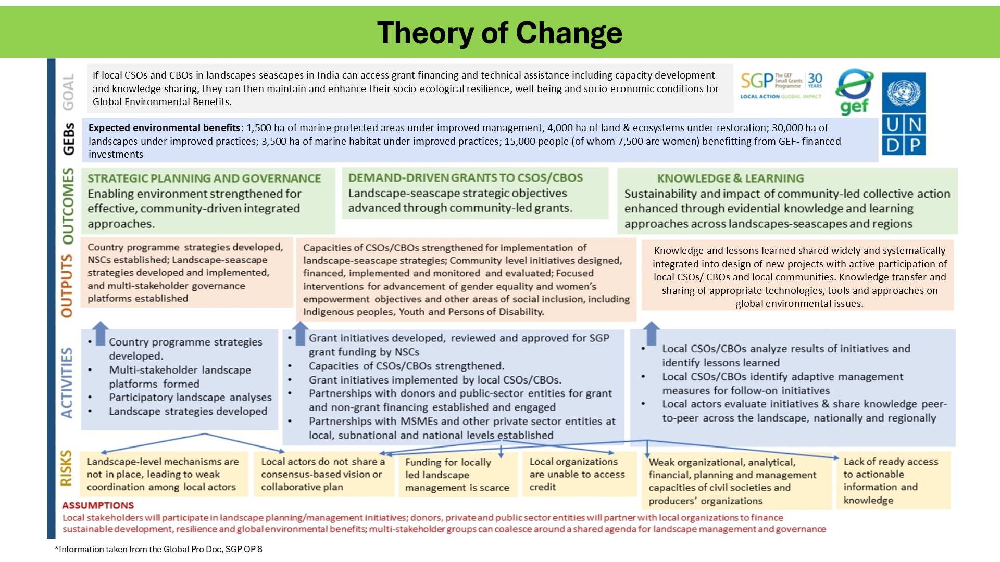 Theory of Change
GOAL
If local CSOs and CBOs in landscapes-seascapes in India can access grant financing and technical assistance including capacity development
and knowledge sharing, they can then maintain and enhance their socio-ecological resilience, well-being and socio-economic conditions for
Global Environmental Benefits.
SGP The GEF
Small Grants
Programme
30
YEARS
LOCAL ACTION GLOBAL IMPACT
gef
U N
D P
GEBs
Expected environmental benefits: 1,500 ha of marine protected areas under improved management, 4,000 ha of land & ecosystems under restoration; 30,000 ha of
landscapes under improved practices; 3,500 ha of marine habitat under improved practices; 15,000 people (of whom 7,500 are women) benefitting from GEF- financed
investments
OUTCOMES
STRATEGIC PLANNING AND GOVERNANCE
Enabling environment strengthened for
effective, community-driven integrated
approaches.
DEMAND-DRIVEN GRANTS TO CSOS/CBOS
Landscape-seascape strategic objectives
advanced through community-led grants.
KNOWLEDGE & LEARNING
Sustainability and impact of community-led collective action
enhanced through evidential knowledge and learning
approaches across landscapes-seascapes and regions
OUTPUTS
Country programme strategies developed,
NSCs established; Landscape-seascape
strategies developed and implemented,
and multi-stakeholder governance
platforms established
Capacities of CSOs/CBOs strengthened for implementation of
landscape-seascape strategies; Community level initiatives designed,
financed, implemented and monitored and evaluated; Focused
interventions for advancement of gender equality and women's
empowerment objectives and other areas of social inclusion, including
Indigenous peoples, Youth and Persons of Disability.
Knowledge and lessons learned shared widely and systematically
integrated into design of new projects with active participation of
local CSOs/ CBOs and local communities. Knowledge transfer and
sharing of appropriate technologies, tools and approaches on
global environmental issues.
ACTIVITIES
• Country programme strategies
developed.
• Multi-stakeholder landscape
platforms formed
• Participatory landscape analyses
• Landscape strategies developed
• Grant initiatives developed, reviewed and approved for SGP
grant funding by NSCs
• Capacities of CSOs/CBOs strengthened.
• Grant initiatives implemented by local CSOs/CBOs.
• Partnerships with donors and public-sector entities for grant
and non-grant financing established and engaged
• Partnerships with MSMEs and other private sector entities at
local, subnational and national levels established
• Local CSOs/CBOs analyze results of initiatives and
identify lessons learned
• Local CSOs/CBOs identify adaptive management
measures for follow-on initiatives
• Local actors evaluate initiatives & share knowledge peer-
to-peer across the landscape, nationally and regionally
RISKS
Landscape-level mechanisms are
not in place, leading to weak
coordination among local actors
Local actors do not share a
consensus-based vision or
collaborative plan
Funding for locally
led landscape
management is scarce
Local organizations
are unable to access
credit
Weak organizational, analytical,
financial, planning and management
capacities of civil societies and
producers' organizations
Lack of ready access
to actionable
information and
knowledge
ASSUMPTIONS
Local stakeholders will participate in landscape planning/management initiatives; donors, private and public sector entities will partner with local organizations to finance
sustainable development, resilience and global environmental benefits; multi-stakeholder groups can coalesce around a shared agenda for landscape management and governance
*Information taken from the Global Pro Doc, SGP OP 8